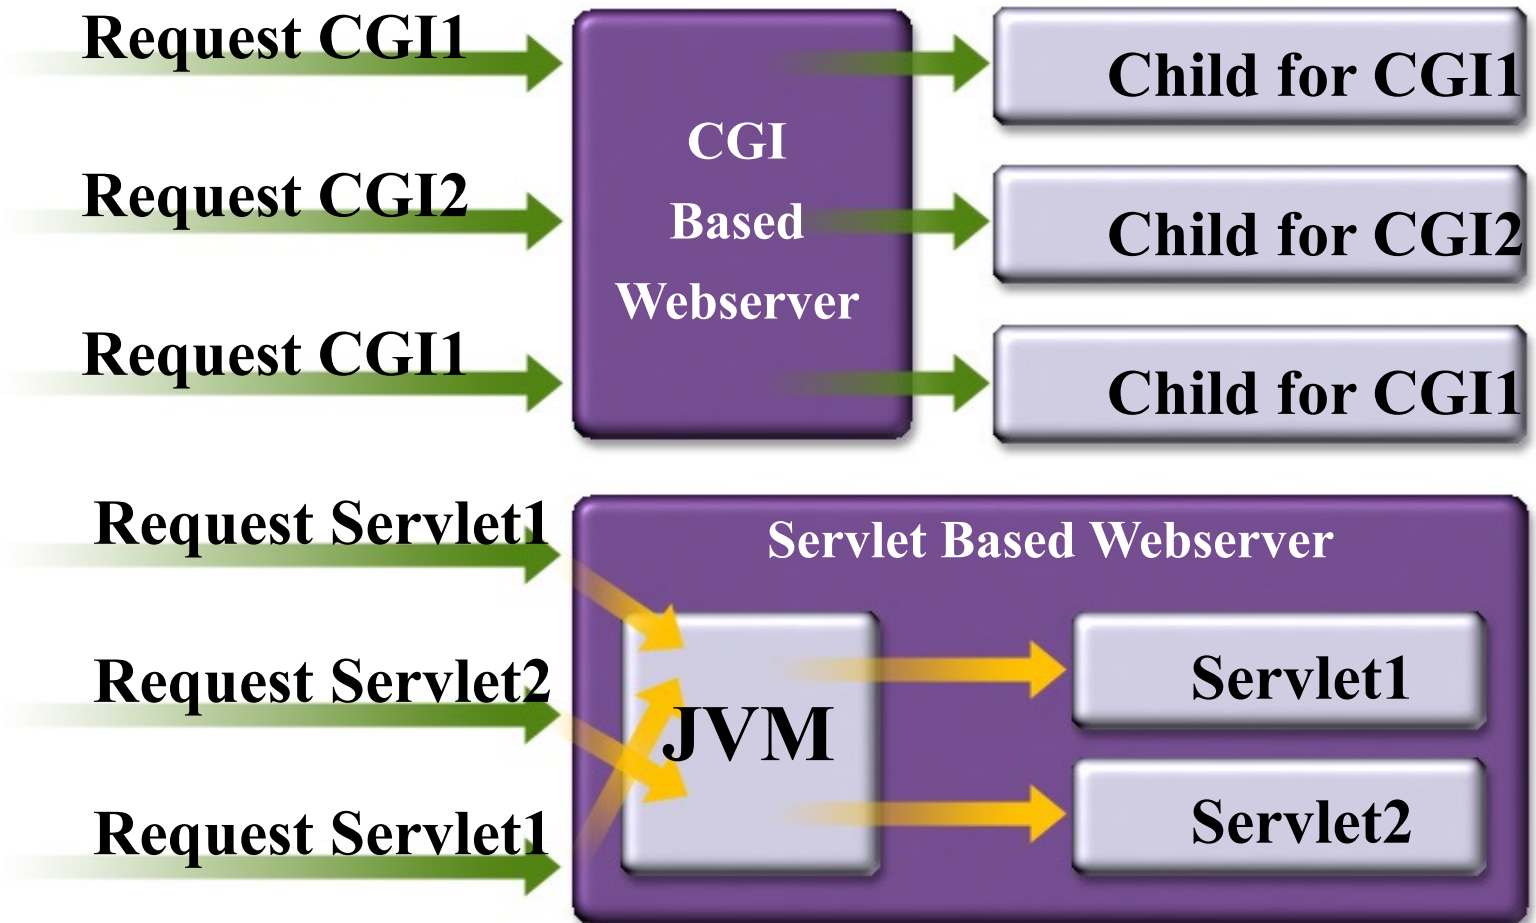 Request CGI1
Child for CGI1
CGI
Based
Webserver
Request CGI2
Child for CGI2
Request CGI1
Child for CGI1
Request Servlet1
Servlet Based Webserver
Request Servlet2
JVM
Servlet1
Request Servlet1
Servlet2